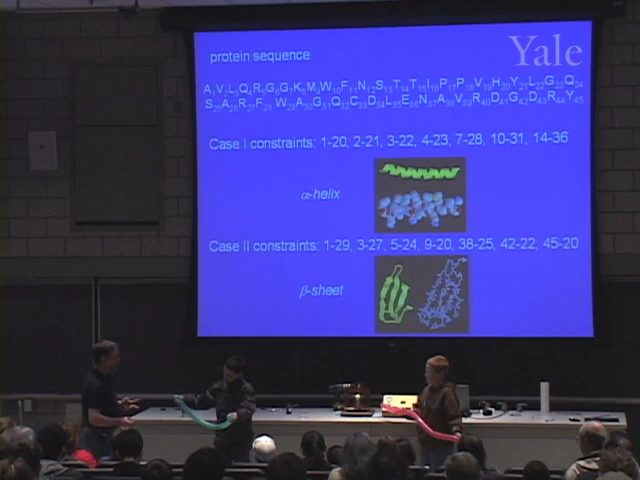 Yale
protein sequence
A₁V₂L₃Q₄R₅G₆G₇K₈M₉W₁₀F₁₁N₁₂S₁₃T₁₄T₁₅I₁₆P₁₇P₁₈V₁₉H₂₀Y₂₁L₂₂G₂₃Q₂₄
S₂₅A₂₆R₂₇F₂₈W₂₉A₃₀G₃₁Q₃₂C₃₃D₃₄L₃₅E₃₆N₃₇A₃₈V₃₉R₄₀D₄₁G₄₂D₄₃R₄₄Y₄₅
Case I constraints: 1-20, 2-21, 3-22, 4-23, 7-28, 10-31, 14-36
α-helix
Case II constraints: 1-29, 3-27, 5-24, 9-20, 38-25, 42-22, 45-20
β-sheet